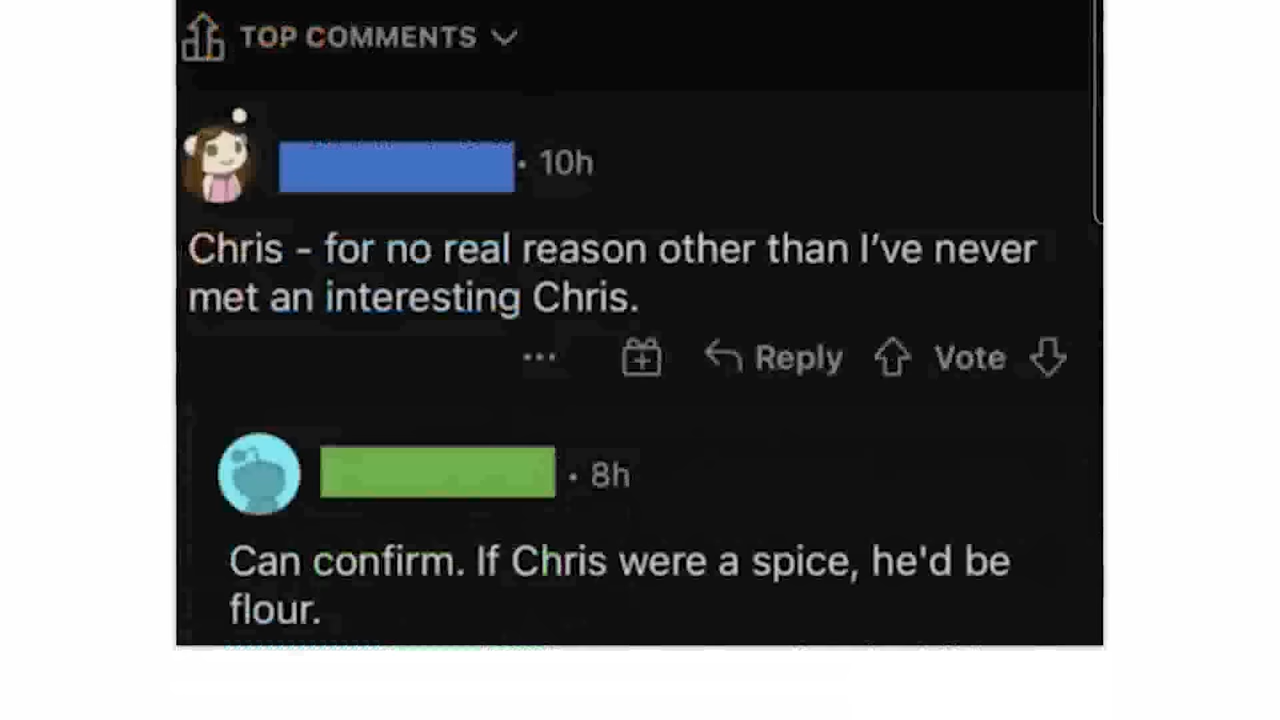 TOP COMMENTS
· 10h
Chris - for no real reason other than I've never
met an interesting Chris.
... Reply Vote
· 8h
Can confirm. If Chris were a spice, he'd be
flour.